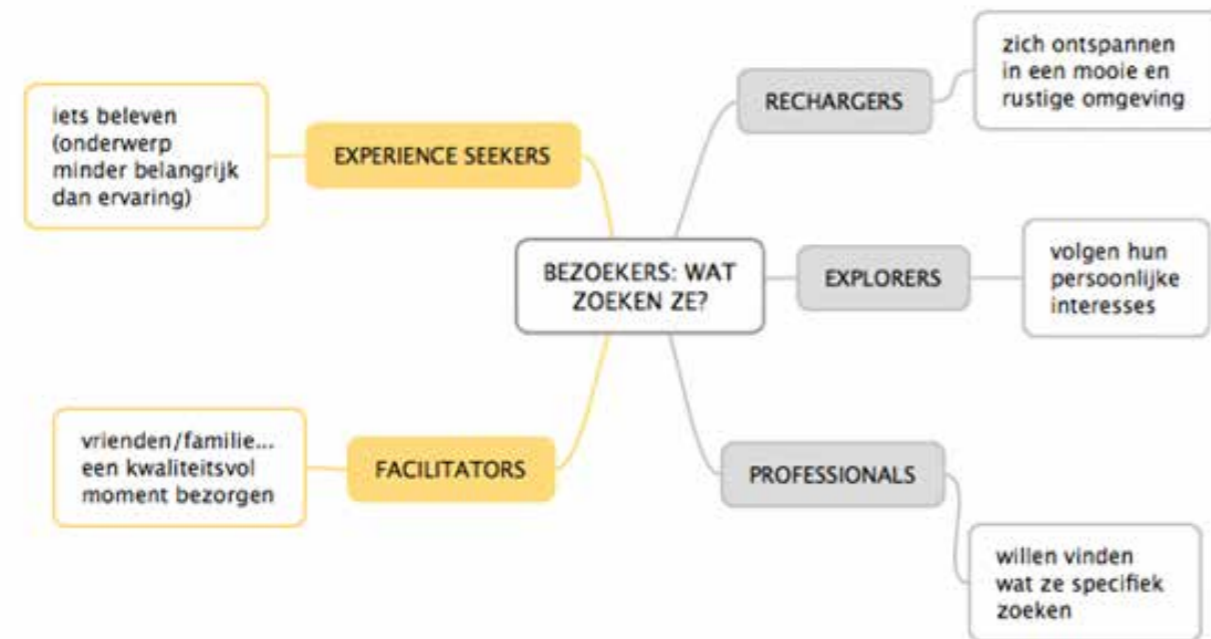 BEZOEKERS: WAT
ZOEKEN ZE?
EXPERIENCE SEEKERS
iets beleven
(onderwerp
minder belangrijk
dan ervaring)
FACILITATORS
vrienden/familie...
een kwaliteitsvol
moment bezorgen
RECHARGERS
zich ontspannen
in een mooie en
rustige omgeving
EXPLORERS
volgen hun
persoonlijke
interesses
PROFESSIONALS
willen vinden
wat ze specifiek
zoeken